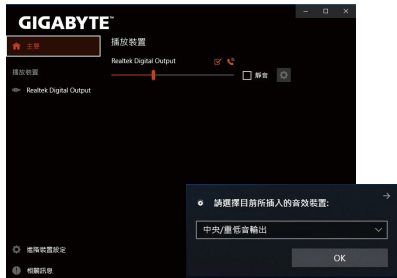 GIGABYTE™
主要
播放裝置
Realtek Digital Output
播放裝置
Realtek Digital Output
靜音
進階裝置設定
相關訊息
請選擇目前所插入的音效裝置:
中央/重低音輸出
OK